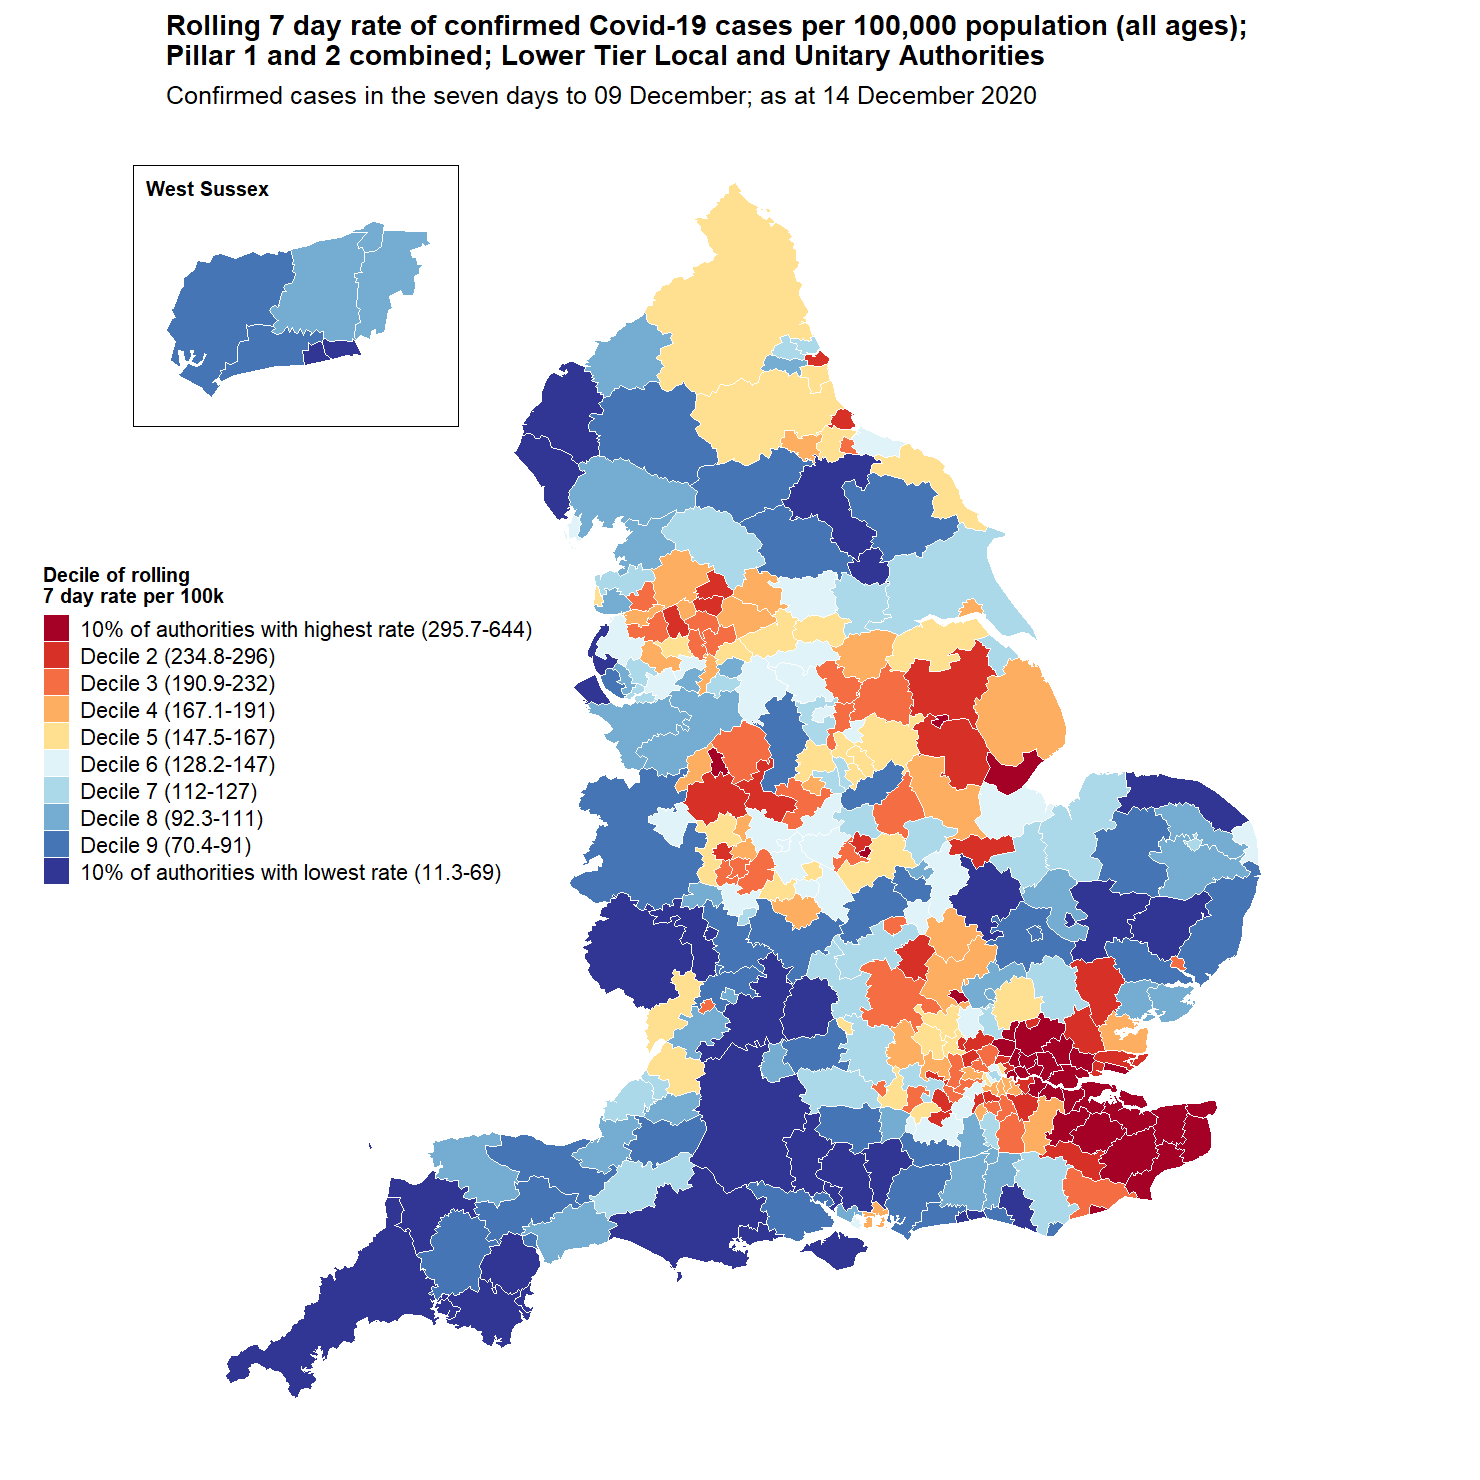 Rolling 7 day rate of confirmed Covid-19 cases per 100,000 population (all ages);
Pillar 1 and 2 combined; Lower Tier Local and Unitary Authorities
Confirmed cases in the seven days to 09 December; as at 14 December 2020
West Sussex
Decile of rolling
7 day rate per 100k
10% of authorities with highest rate (295.7-644)
Decile 2 (234.8-296)
Decile 3 (190.9-232)
Decile 4 (167.1-191)
Decile 5 (147.5-167)
Decile 6 (128.2-147)
Decile 7 (112-127)
Decile 8 (92.3-111)
Decile 9 (70.4-91)
10% of authorities with lowest rate (11.3-69)